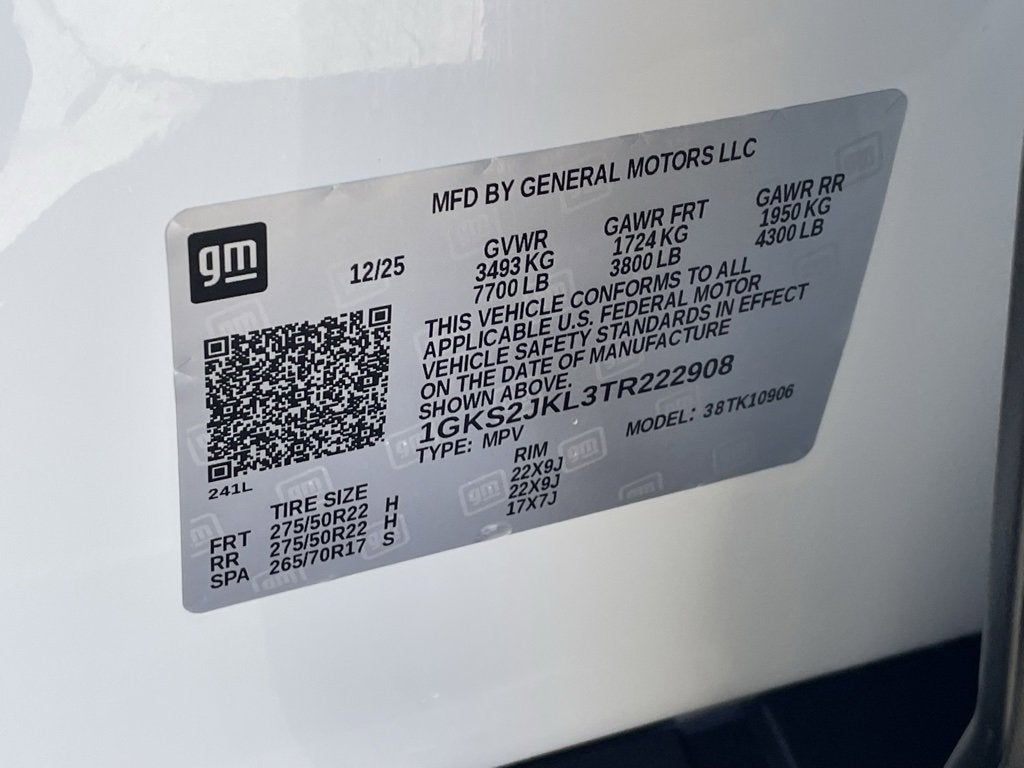 MFD BY GENERAL MOTORS LLC
gm
12/25
GVWR
3493 KG
7700 LB
GAWR FRT
1724 KG
3800 LB
GAWR RR
1950 KG
4300 LB
THIS VEHICLE CONFORMS TO ALL
APPLICABLE U.S. FEDERAL MOTOR
VEHICLE SAFETY STANDARDS IN EFFECT
ON THE DATE OF MANUFACTURE
SHOWN ABOVE.
1GKS2JKL3TR222908
TYPE: MPV
MODEL: 38TK10906
241L
TIRE SIZE
RIM
FRT 275/50R22 H 22X9J
RR 275/50R22 H 22X9J
SPA 265/70R17 S 17X7J